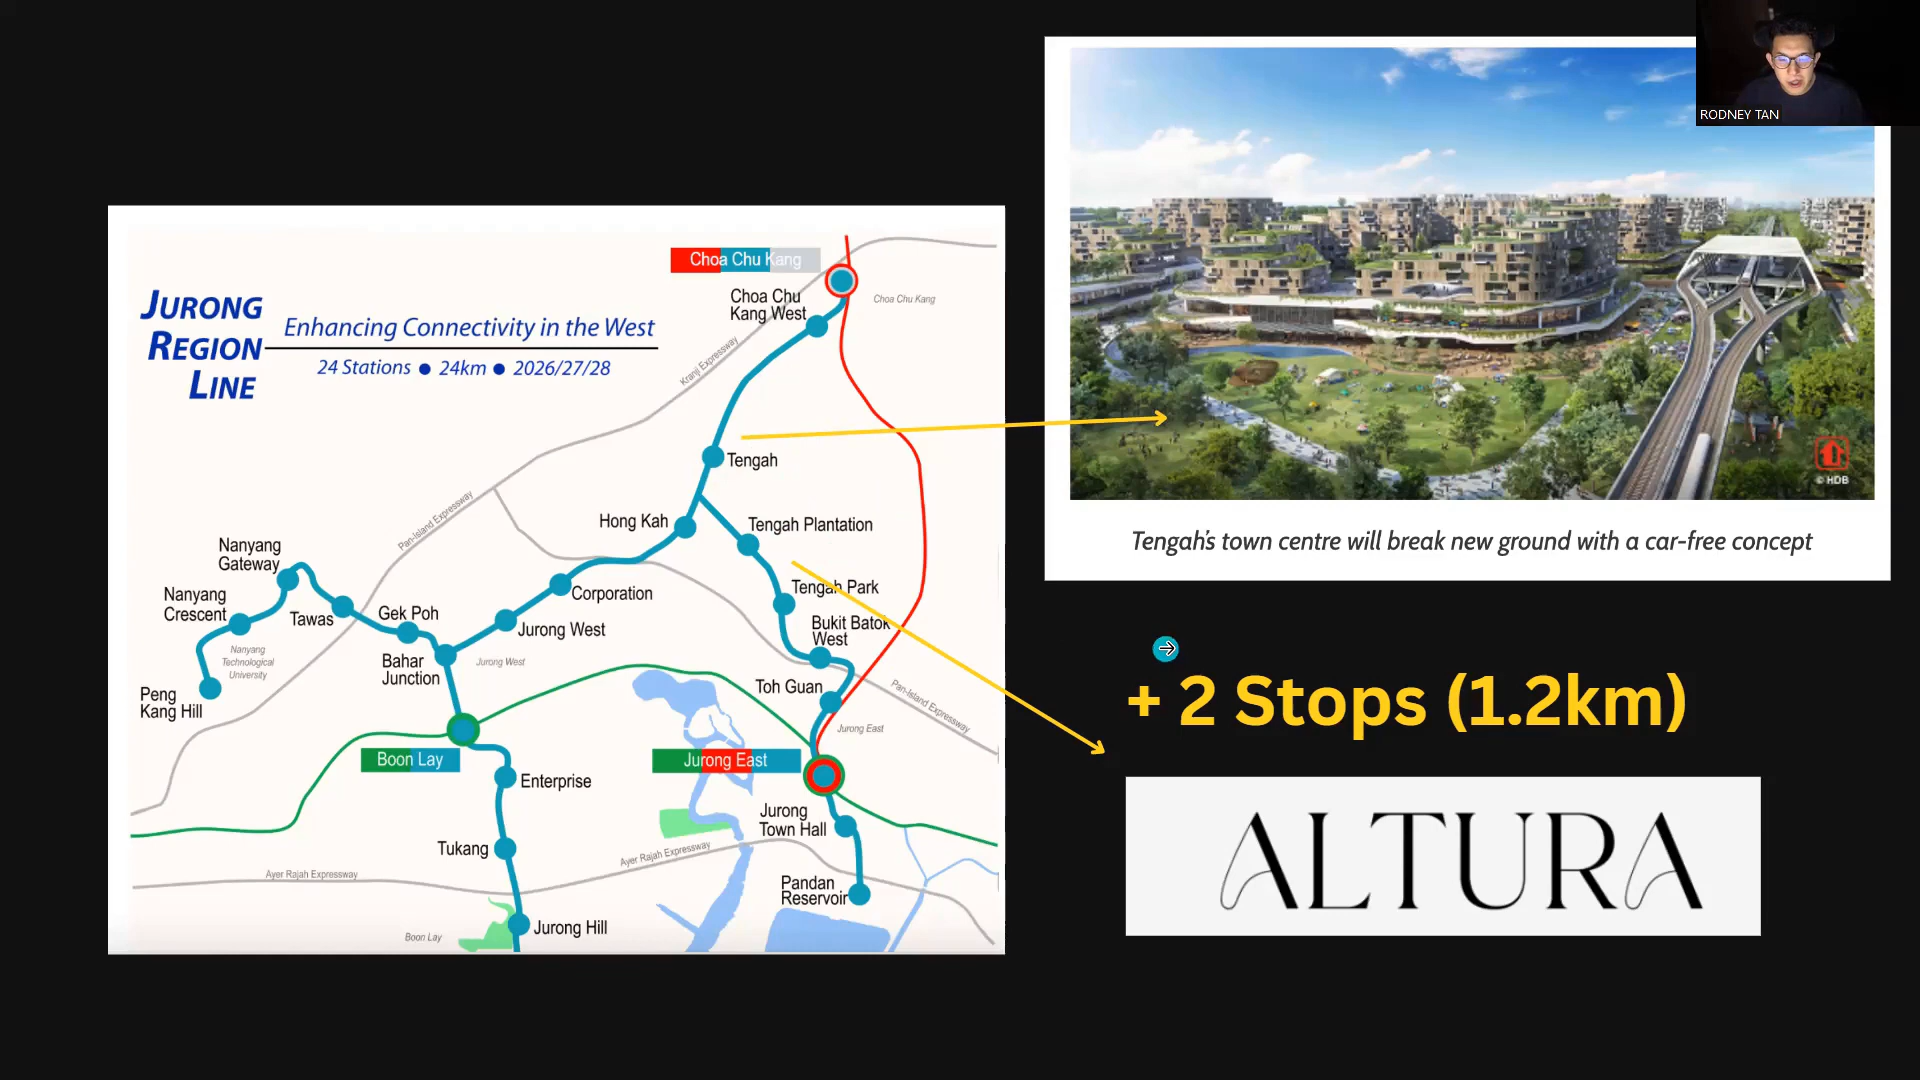 RODNEY TAN
JURONG
REGION
LINE
Enhancing Connectivity in the West
24 Stations ● 24km ● 2026/27/28
Choa Chu Kang
Choa Chu
Kang West
Choa Chu Kang
Kranji Expressway
Tengah
Hong Kah
Tengah Plantation
Pan-Island Expressway
Nanyang
Gateway
Nanyang
Crescent
Tawas
Gek Poh
Corporation
Tengah Park
Jurong West
Bukit Batok
West
Nanyang
Technological
University
Bahar
Junction
Jurong West
Peng
Kang Hill
Toh Guan
Pan-Island Expressway
Jurong East
Boon Lay
Jurong East
Enterprise
Jurong
Town Hall
Tukang
Ayer Rajah Expressway
Ayer Rajah Expressway
Pandan
Reservoir
Jurong Hill
Boon Lay
© HDB
Tengah's town centre will break new ground with a car-free concept
+ 2 Stops (1.2km)
ALTURA